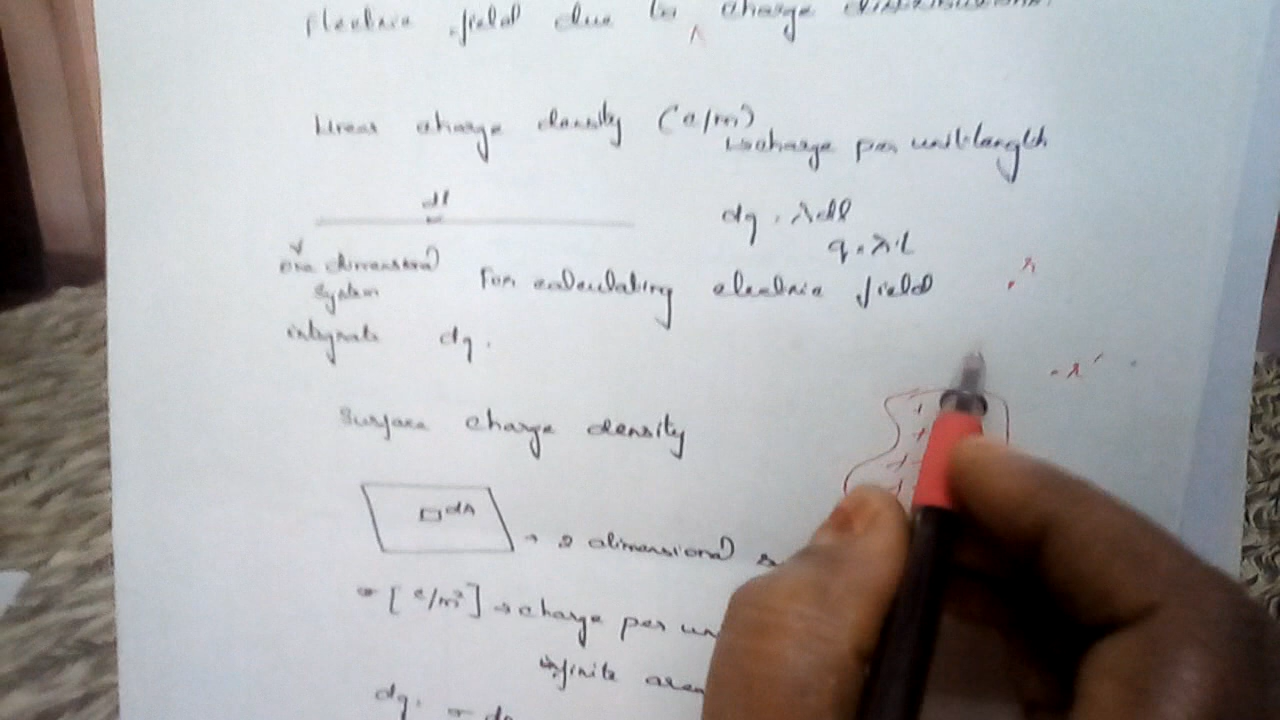 Electric field due to charge distributions.
Linear charge density (c/m)
↳ charge per unit length
dl
dq = λdl
q = λL
One dimensional
system
For calculating electric field
integrate dq.
Surface charge density
dA
→ 2 dimensional
σ [c/m²] → charge per
infinite area
dq = σ